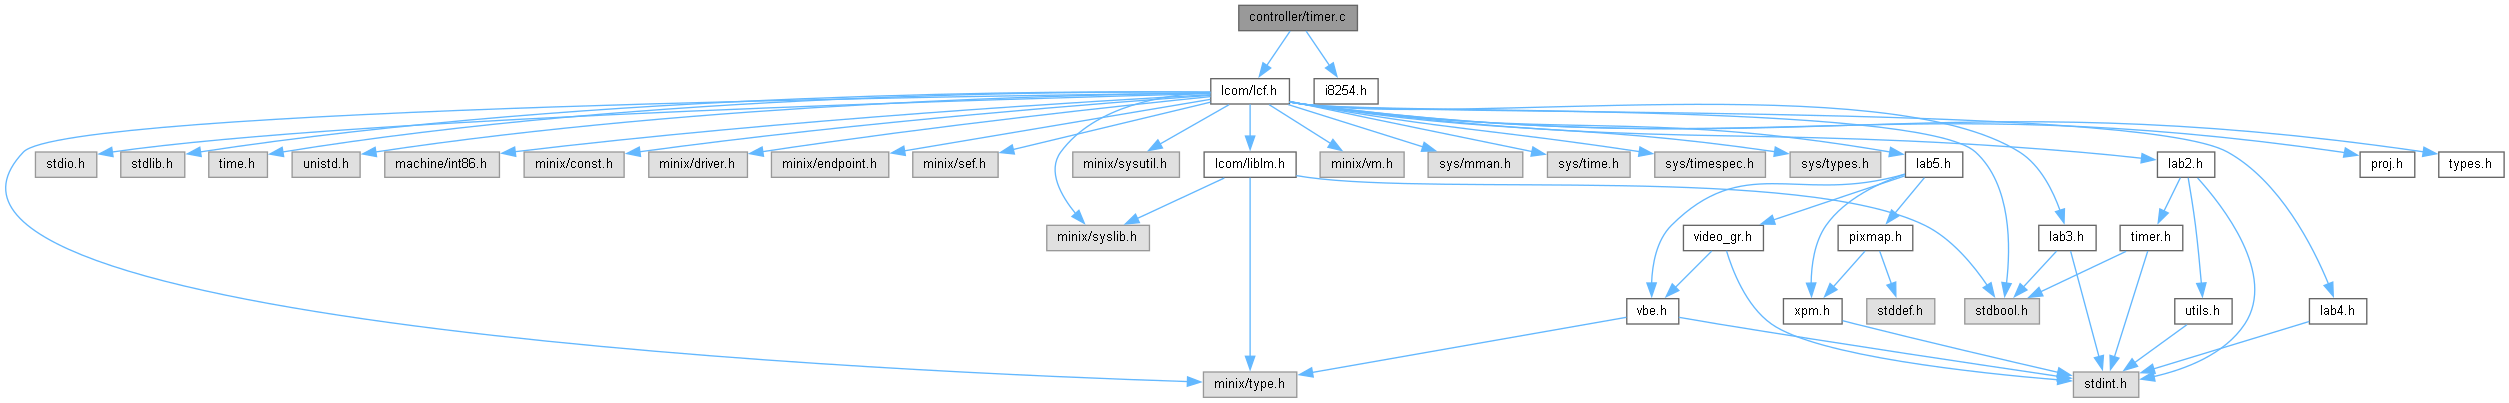 controller/timer.c
lcom/lcf.h
i8254.h
stdio.h
stdlib.h
time.h
unistd.h
machine/int86.h
minix/const.h
minix/driver.h
minix/endpoint.h
minix/sef.h
minix/sysutil.h
lcom/liblm.h
minix/vm.h
sys/mman.h
sys/time.h
sys/timespec.h
sys/types.h
lab5.h
lab2.h
proj.h
types.h
minix/syslib.h
video_gr.h
pixmap.h
lab3.h
timer.h
vbe.h
xpm.h
stddef.h
stdbool.h
utils.h
lab4.h
minix/type.h
stdint.h